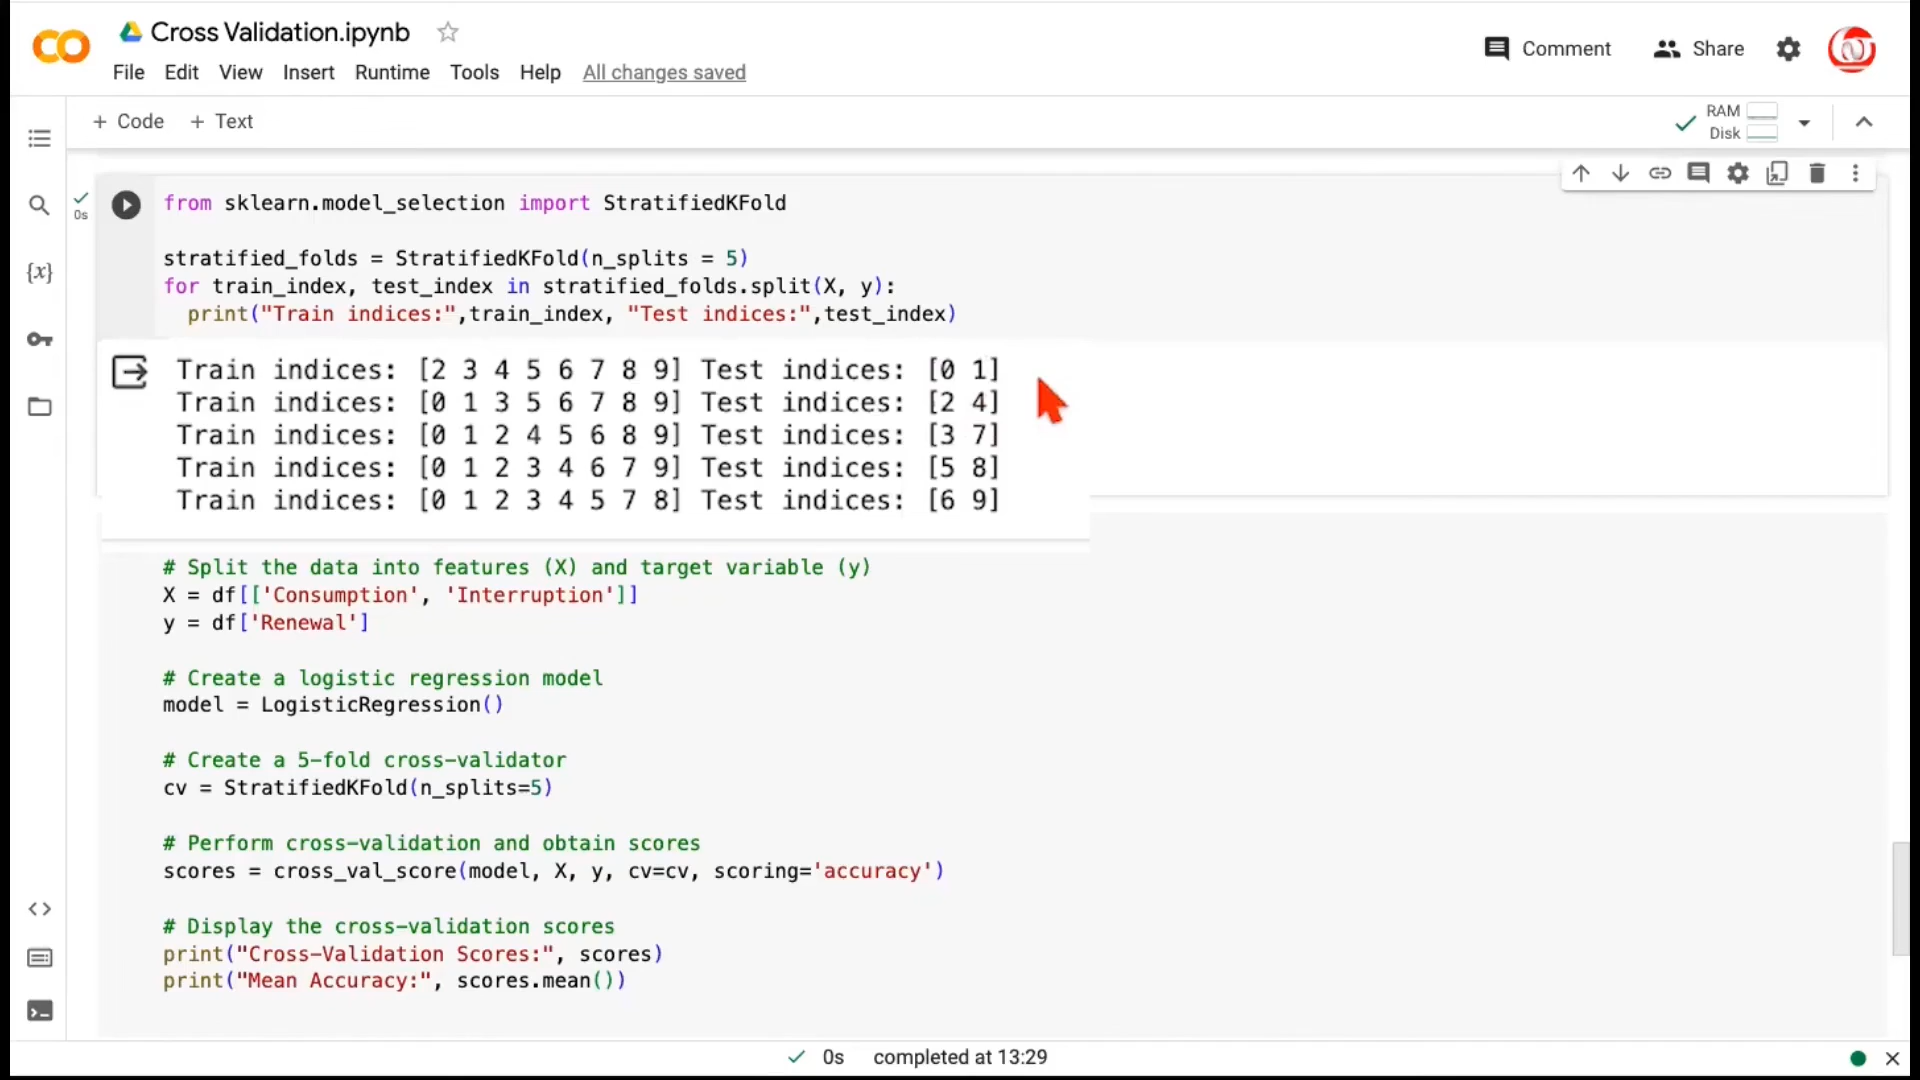 Cross Validation.ipynb
File Edit View Insert Runtime Tools Help All changes saved
Comment Share
+ Code + Text
RAM
Disk
0s
from sklearn.model_selection import StratifiedKFold
stratified_folds = StratifiedKFold(n_splits = 5)
for train_index, test_index in stratified_folds.split(X, y):
print("Train indices:",train_index, "Test indices:",test_index)
Train indices: [2 3 4 5 6 7 8 9] Test indices: [0 1]
Train indices: [0 1 3 5 6 7 8 9] Test indices: [2 4]
Train indices: [0 1 2 4 5 6 8 9] Test indices: [3 7]
Train indices: [0 1 2 3 4 6 7 9] Test indices: [5 8]
Train indices: [0 1 2 3 4 5 7 8] Test indices: [6 9]
# Split the data into features (X) and target variable (y)
X = df[['Consumption', 'Interruption']]
y = df['Renewal']
# Create a logistic regression model
model = LogisticRegression()
# Create a 5-fold cross-validator
cv = StratifiedKFold(n_splits=5)
# Perform cross-validation and obtain scores
scores = cross_val_score(model, X, y, cv=cv, scoring='accuracy')
# Display the cross-validation scores
print("Cross-Validation Scores:", scores)
print("Mean Accuracy:", scores.mean())
0s completed at 13:29